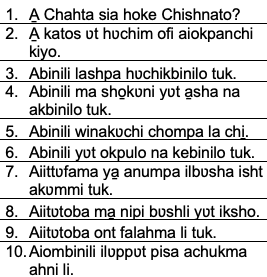 1. A̱ Chahta sia hoke Chishnato?
2. A̱ katos ʋt hʋchim ofi aiokpanchi
kiyo.
3. Abinili lashpa hʋchikbinilo tuk.
4. Abinili ma sho̱kʋni yʋt a̱sha na
akbinilo tuk.
5. Abinili winakʋchi chompa la chi̱.
6. Abinili yʋt okpulo na kebinilo tuk.
7. Aiittʋfama ya̱ anumpa ilbʋsha isht
akʋmmi tuk.
8. Aiitʋtoba ma̱ nipi bʋshli yʋt iksho.
9. Aiitʋtoba ont falahma li tuk.
10. Aiombinili ilʋppʋt pisa achukma
ahni li.